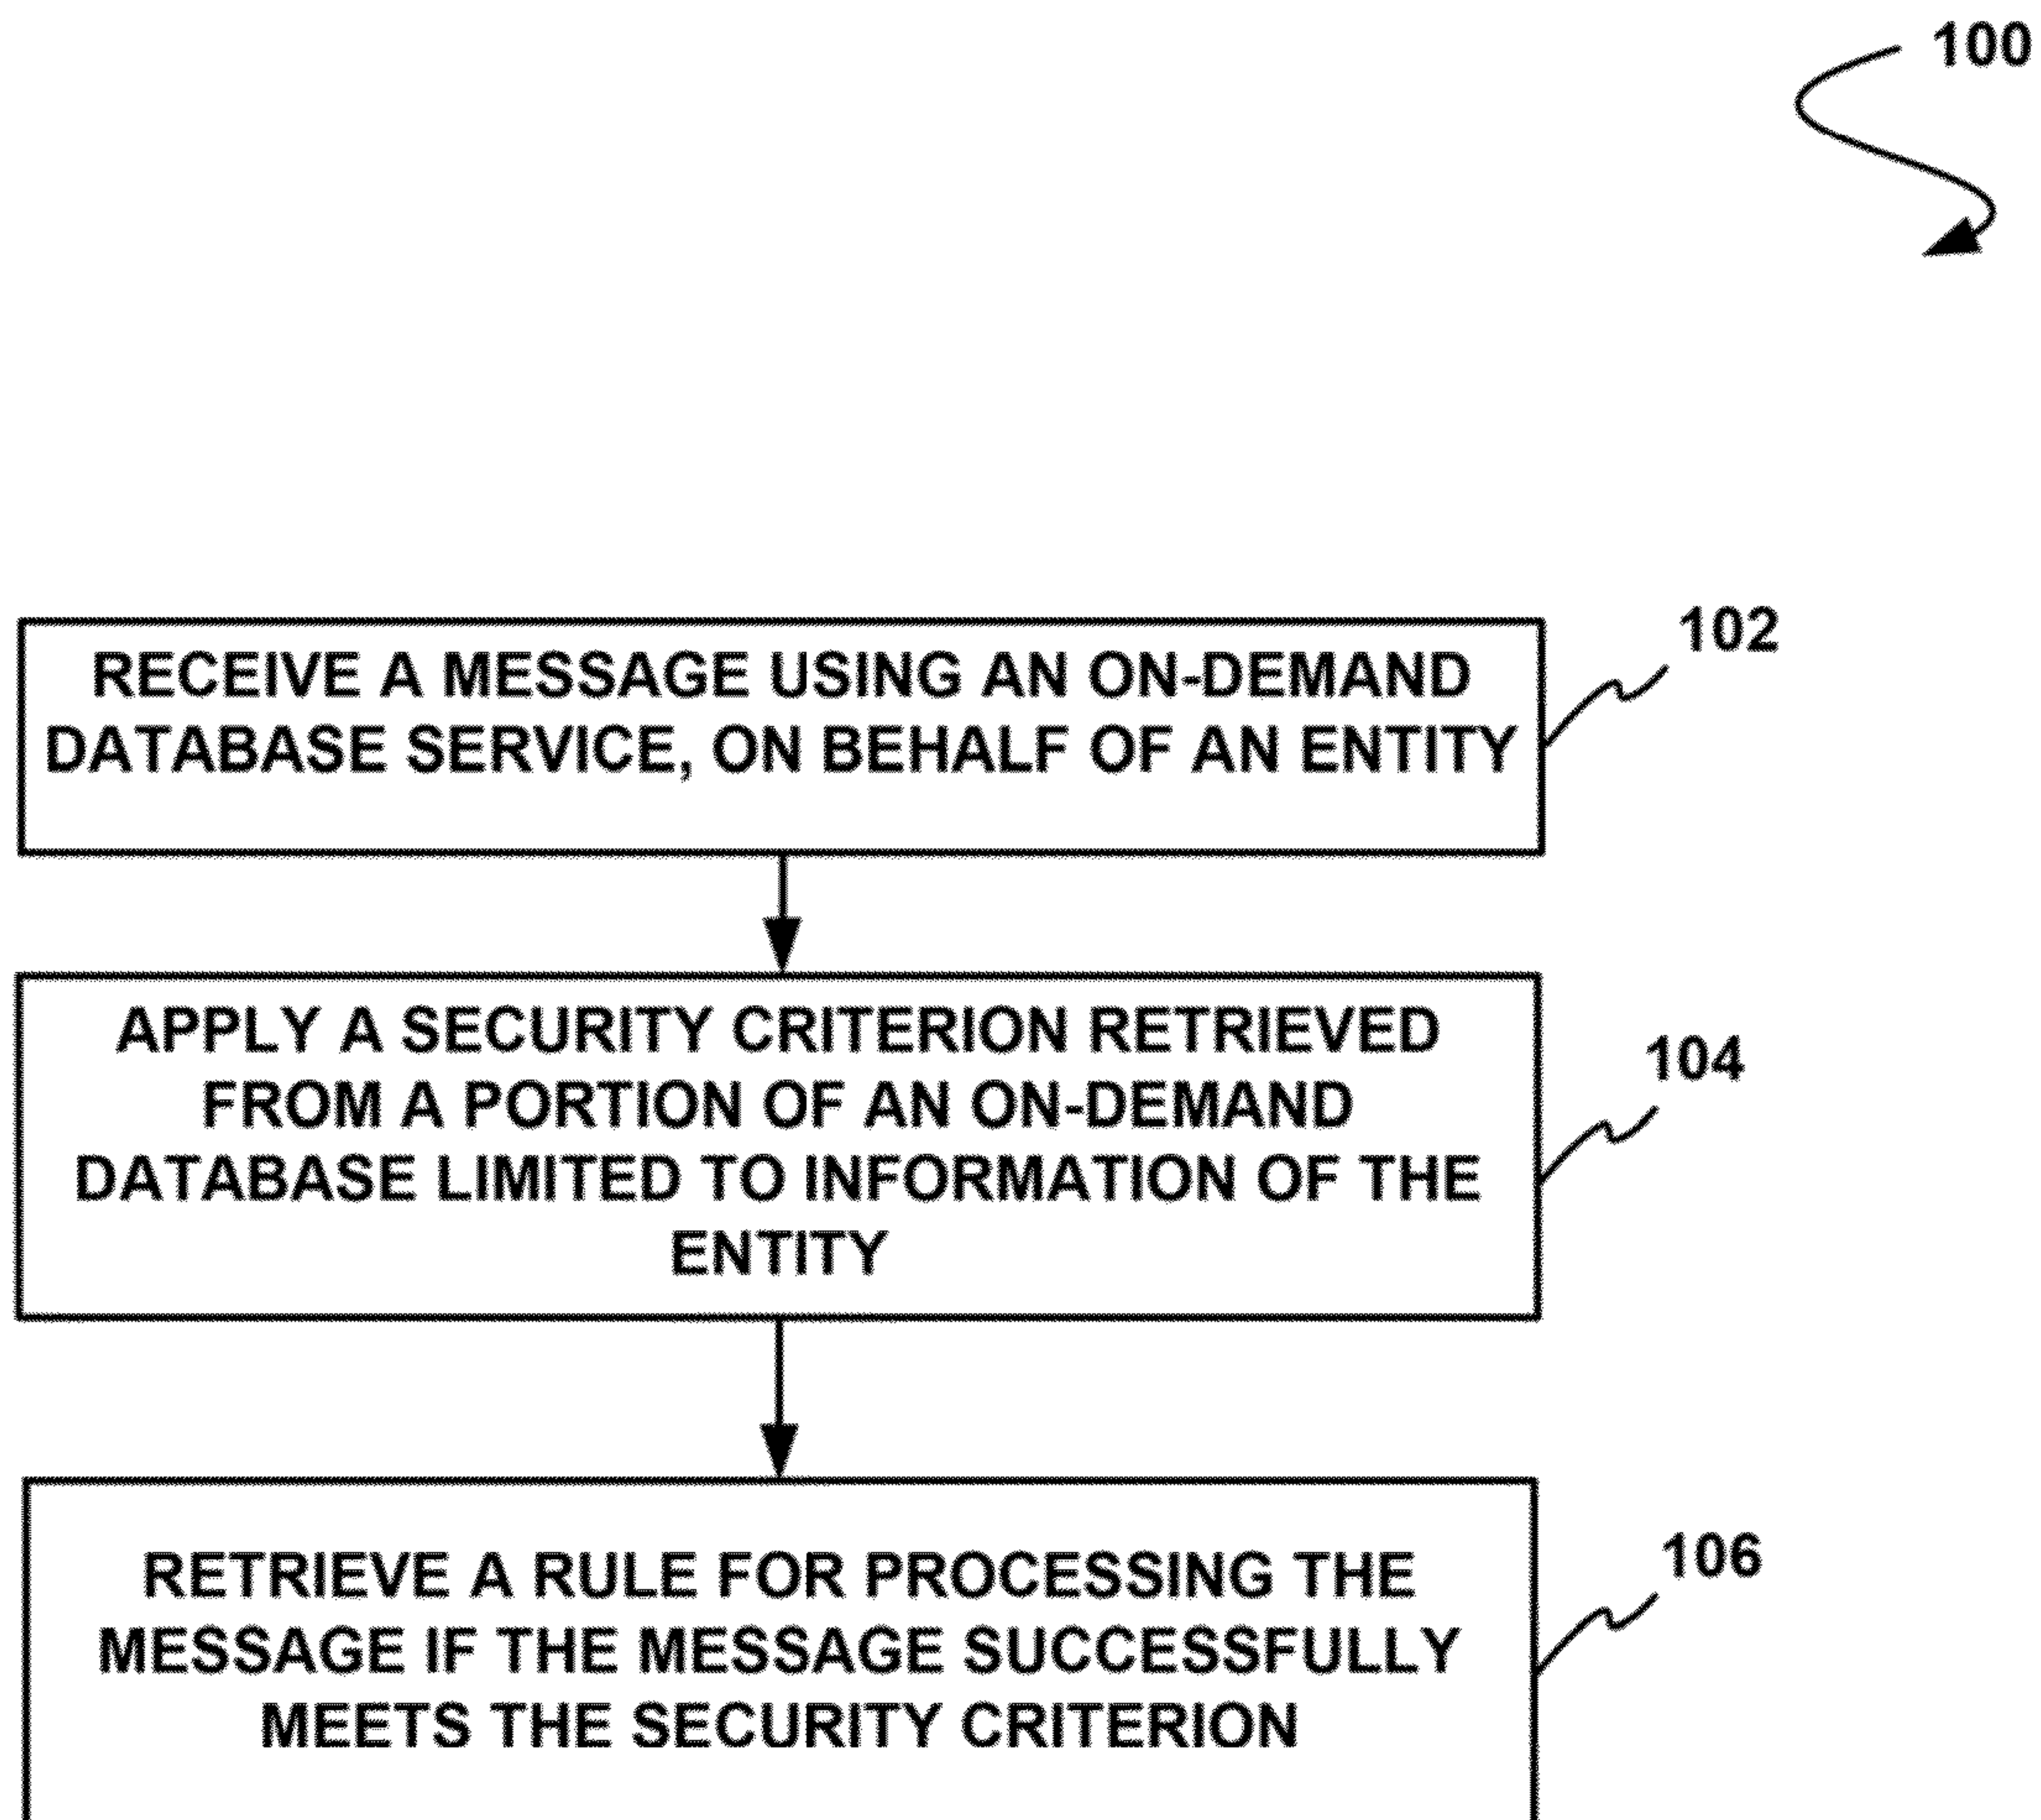 100
RECEIVE A MESSAGE USING AN ON-DEMAND
DATABASE SERVICE, ON BEHALF OF AN ENTITY
102
APPLY A SECURITY CRITERION RETRIEVED
FROM A PORTION OF AN ON-DEMAND
DATABASE LIMITED TO INFORMATION OF THE
ENTITY
104
RETRIEVE A RULE FOR PROCESSING THE
MESSAGE IF THE MESSAGE SUCCESSFULLY
MEETS THE SECURITY CRITERION
106